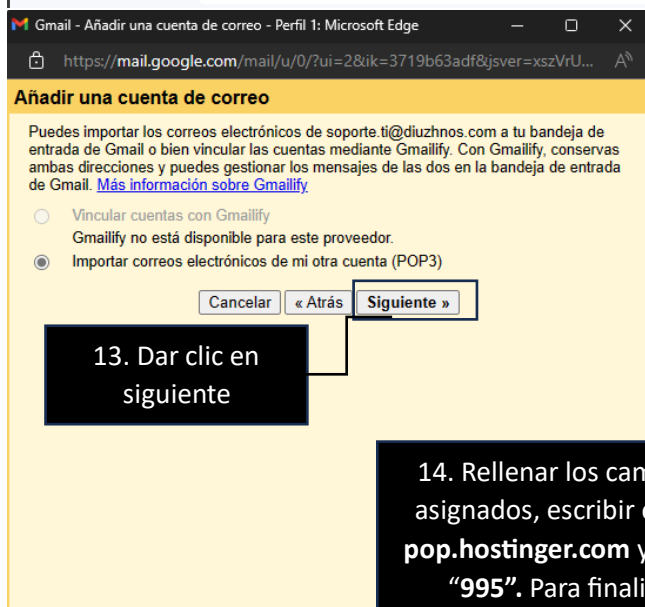 Gmail - Añadir una cuenta de correo - Perfil 1: Microsoft Edge
https://mail.google.com/mail/u/0/?ui=2&ik=3719b63adf&jsver=xszVrU...
Añadir una cuenta de correo
Puedes importar los correos electrónicos de soporte.ti@diuzhnos.com a tu bandeja de
entrada de Gmail o bien vincular las cuentas mediante Gmailify. Con Gmailify, conservas
ambas direcciones y puedes gestionar los mensajes de las dos en la bandeja de entrada
de Gmail. Más información sobre Gmailify
Vincular cuentas con Gmailify
Gmailify no está disponible para este proveedor.
Importar correos electrónicos de mi otra cuenta (POP3)
Cancelar « Atrás Siguiente »
13. Dar clic en
siguiente
14. Rellenar los
asignados, escribir
pop.hostinger.com y
“995”. Para